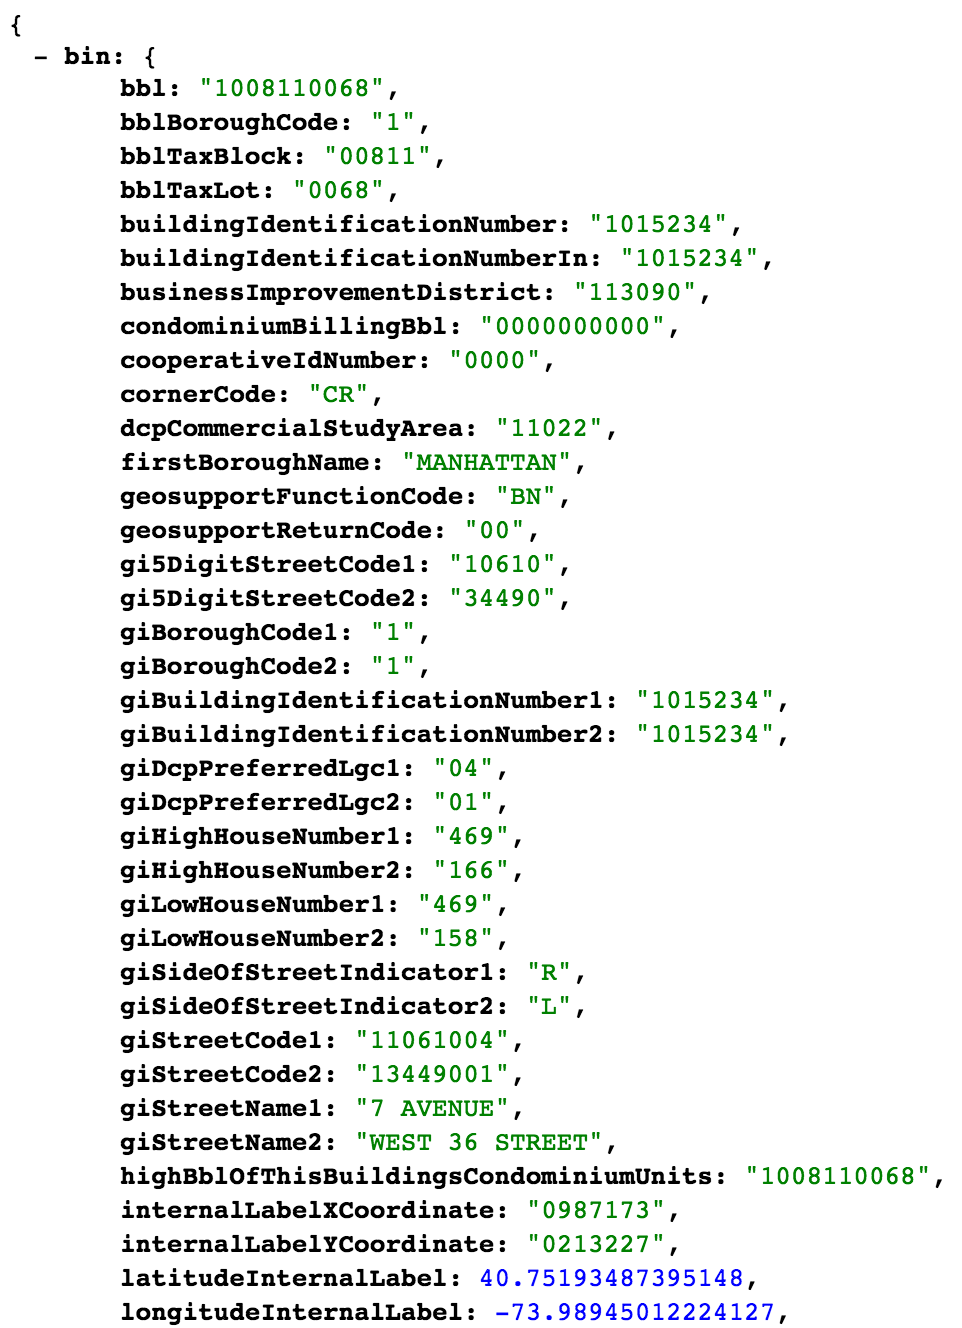 {
- bin: {
bbl: "1008110068",
bblBoroughCode: "1",
bblTaxBlock: "00811",
bblTaxLot: "0068",
buildingIdentificationNumber: "1015234",
buildingIdentificationNumberIn: "1015234",
businessImprovementDistrict: "113090",
condominiumBillingBbl: "0000000000",
cooperativeIdNumber: "0000",
cornerCode: "CR",
dcpCommercialStudyArea: "11022",
firstBoroughName: "MANHATTAN",
geosupportFunctionCode: "BN",
geosupportReturnCode: "00",
gi5DigitStreetCode1: "10610",
gi5DigitStreetCode2: "34490",
giBoroughCode1: "1",
giBoroughCode2: "1",
giBuildingIdentificationNumber1: "1015234",
giBuildingIdentificationNumber2: "1015234",
giDcpPreferredLgc1: "04",
giDcpPreferredLgc2: "01",
giHighHouseNumber1: "469",
giHighHouseNumber2: "166",
giLowHouseNumber1: "469",
giLowHouseNumber2: "158",
giSideOfStreetIndicator1: "R",
giSideOfStreetIndicator2: "L",
giStreetCode1: "11061004",
giStreetCode2: "13449001",
giStreetName1: "7 AVENUE",
giStreetName2: "WEST 36 STREET",
highBblOfThisBuildingsCondominiumUnits: "1008110068",
internalLabelXCoordinate: "0987173",
internalLabelYCoordinate: "0213227",
latitudeInternalLabel: 40.75193487395148,
longitudeInternalLabel: -73.98945012224127,